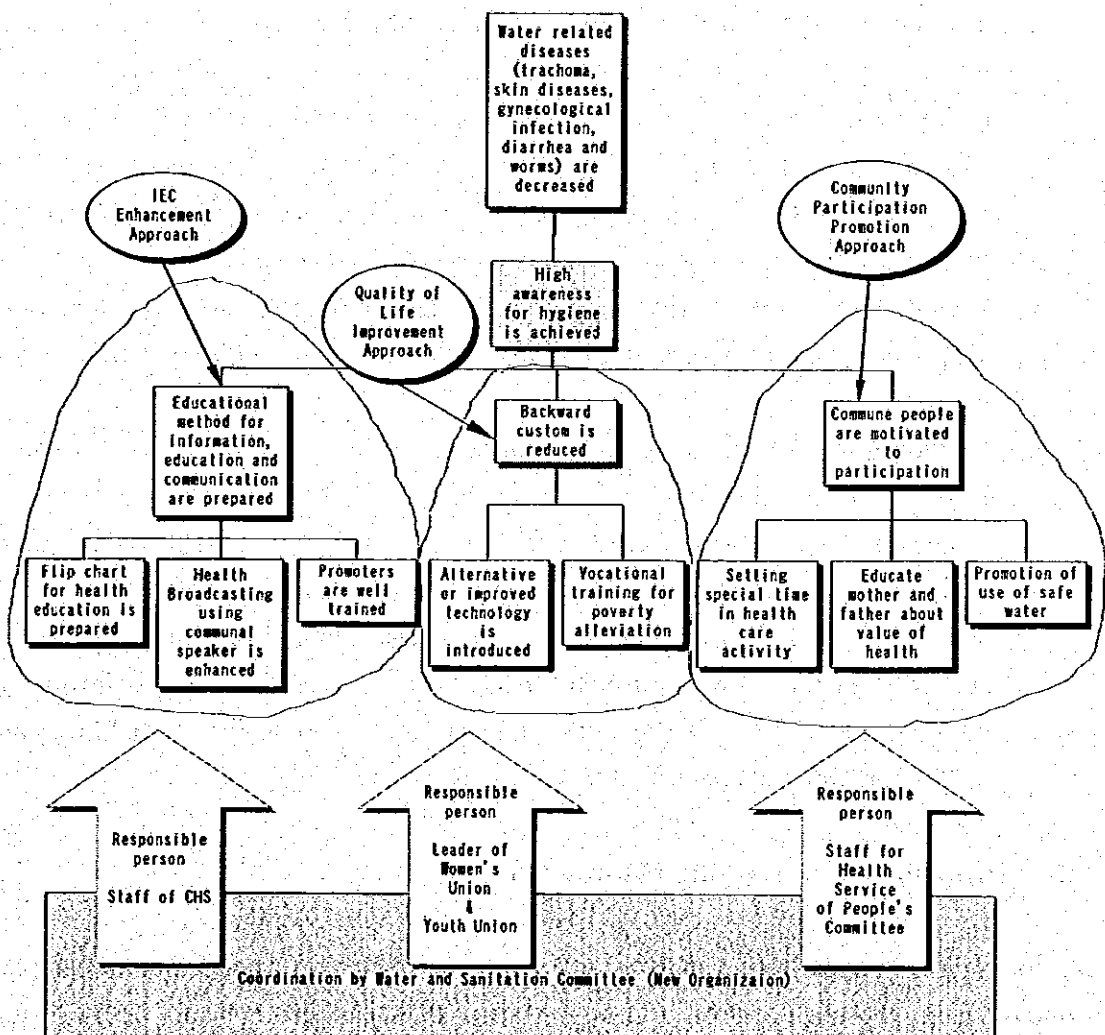 Water related
diseases
(trachoma,
skin diseases,
gynecological
infection,
diarrhea and
worms) are
decreased
IEC
Enhancement
Approach
Community
Participation
Promotion
Approach
High
awareness
for hygiene
is achieved
Quality of
Life
Improvement
Approach
Educational
method for
information,
education and
communication
are prepared
Backward
custom is
reduced
Commune people
are motivated
to
participation
Flip chart
for health
education is
prepared
Health
Broadcasting
using
communal
speaker is
enhanced
Promoters
are well
trained
Alternative
or improved
technology
is
introduced
Vocational
training for
poverty
alleviation
Setting
special time
in health
care
activity
Educate
mother and
father about
value of
health
Promotion of
use of safe
water
Responsible
person
Staff of CHS
Responsible
person
Leader of
Women's
Union
&
Youth Union
Responsible
person
Staff for
Health
Service
of People's
Committee
Coordination by Water and Sanitation Committee (New Organizaion)